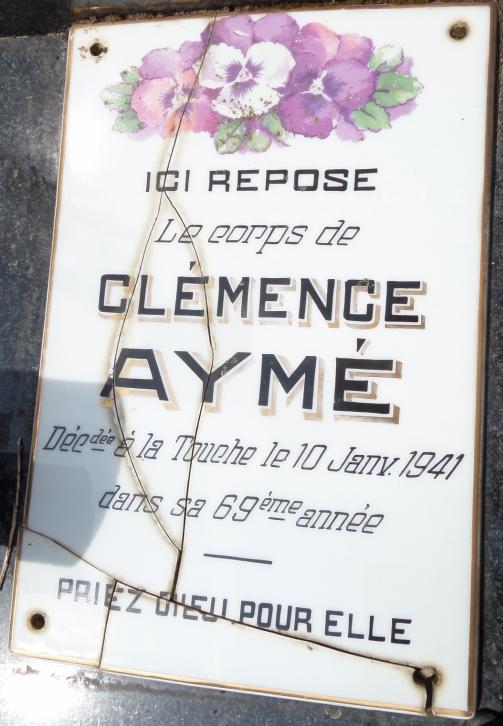 ICI REPOSE
Le corps de
CLÉMENCE
AYMÉ
Décdée à la Touche le 10 Janv. 1941
dans sa 69ème année
PRIEZ DIEU POUR ELLE